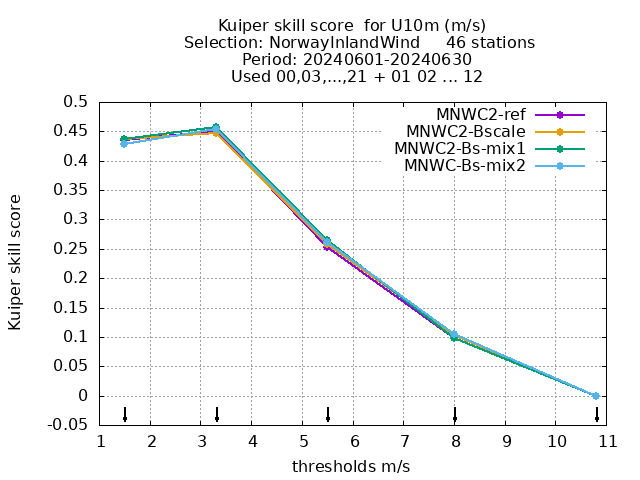 Kuiper skill score  for U10m (m/s)
Selection: NorwayInlandWind     46 stations
Period: 20240601-20240630
Used 00,03,...,21 + 01 02 ... 12
MNWC2-ref
MNWC2-Bscale
MNWC2-Bs-mix1
MNWC-Bs-mix2
Kuiper skill score
0.5
0.45
0.4
0.35
0.3
0.25
0.2
0.15
0.1
0.05
0
-0.05
1 2 3 4 5 6 7 8 9 10 11
thresholds m/s